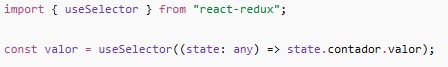 import { useSelector } from "react-redux";
const valor = useSelector((state: any) => state.contador.valor);